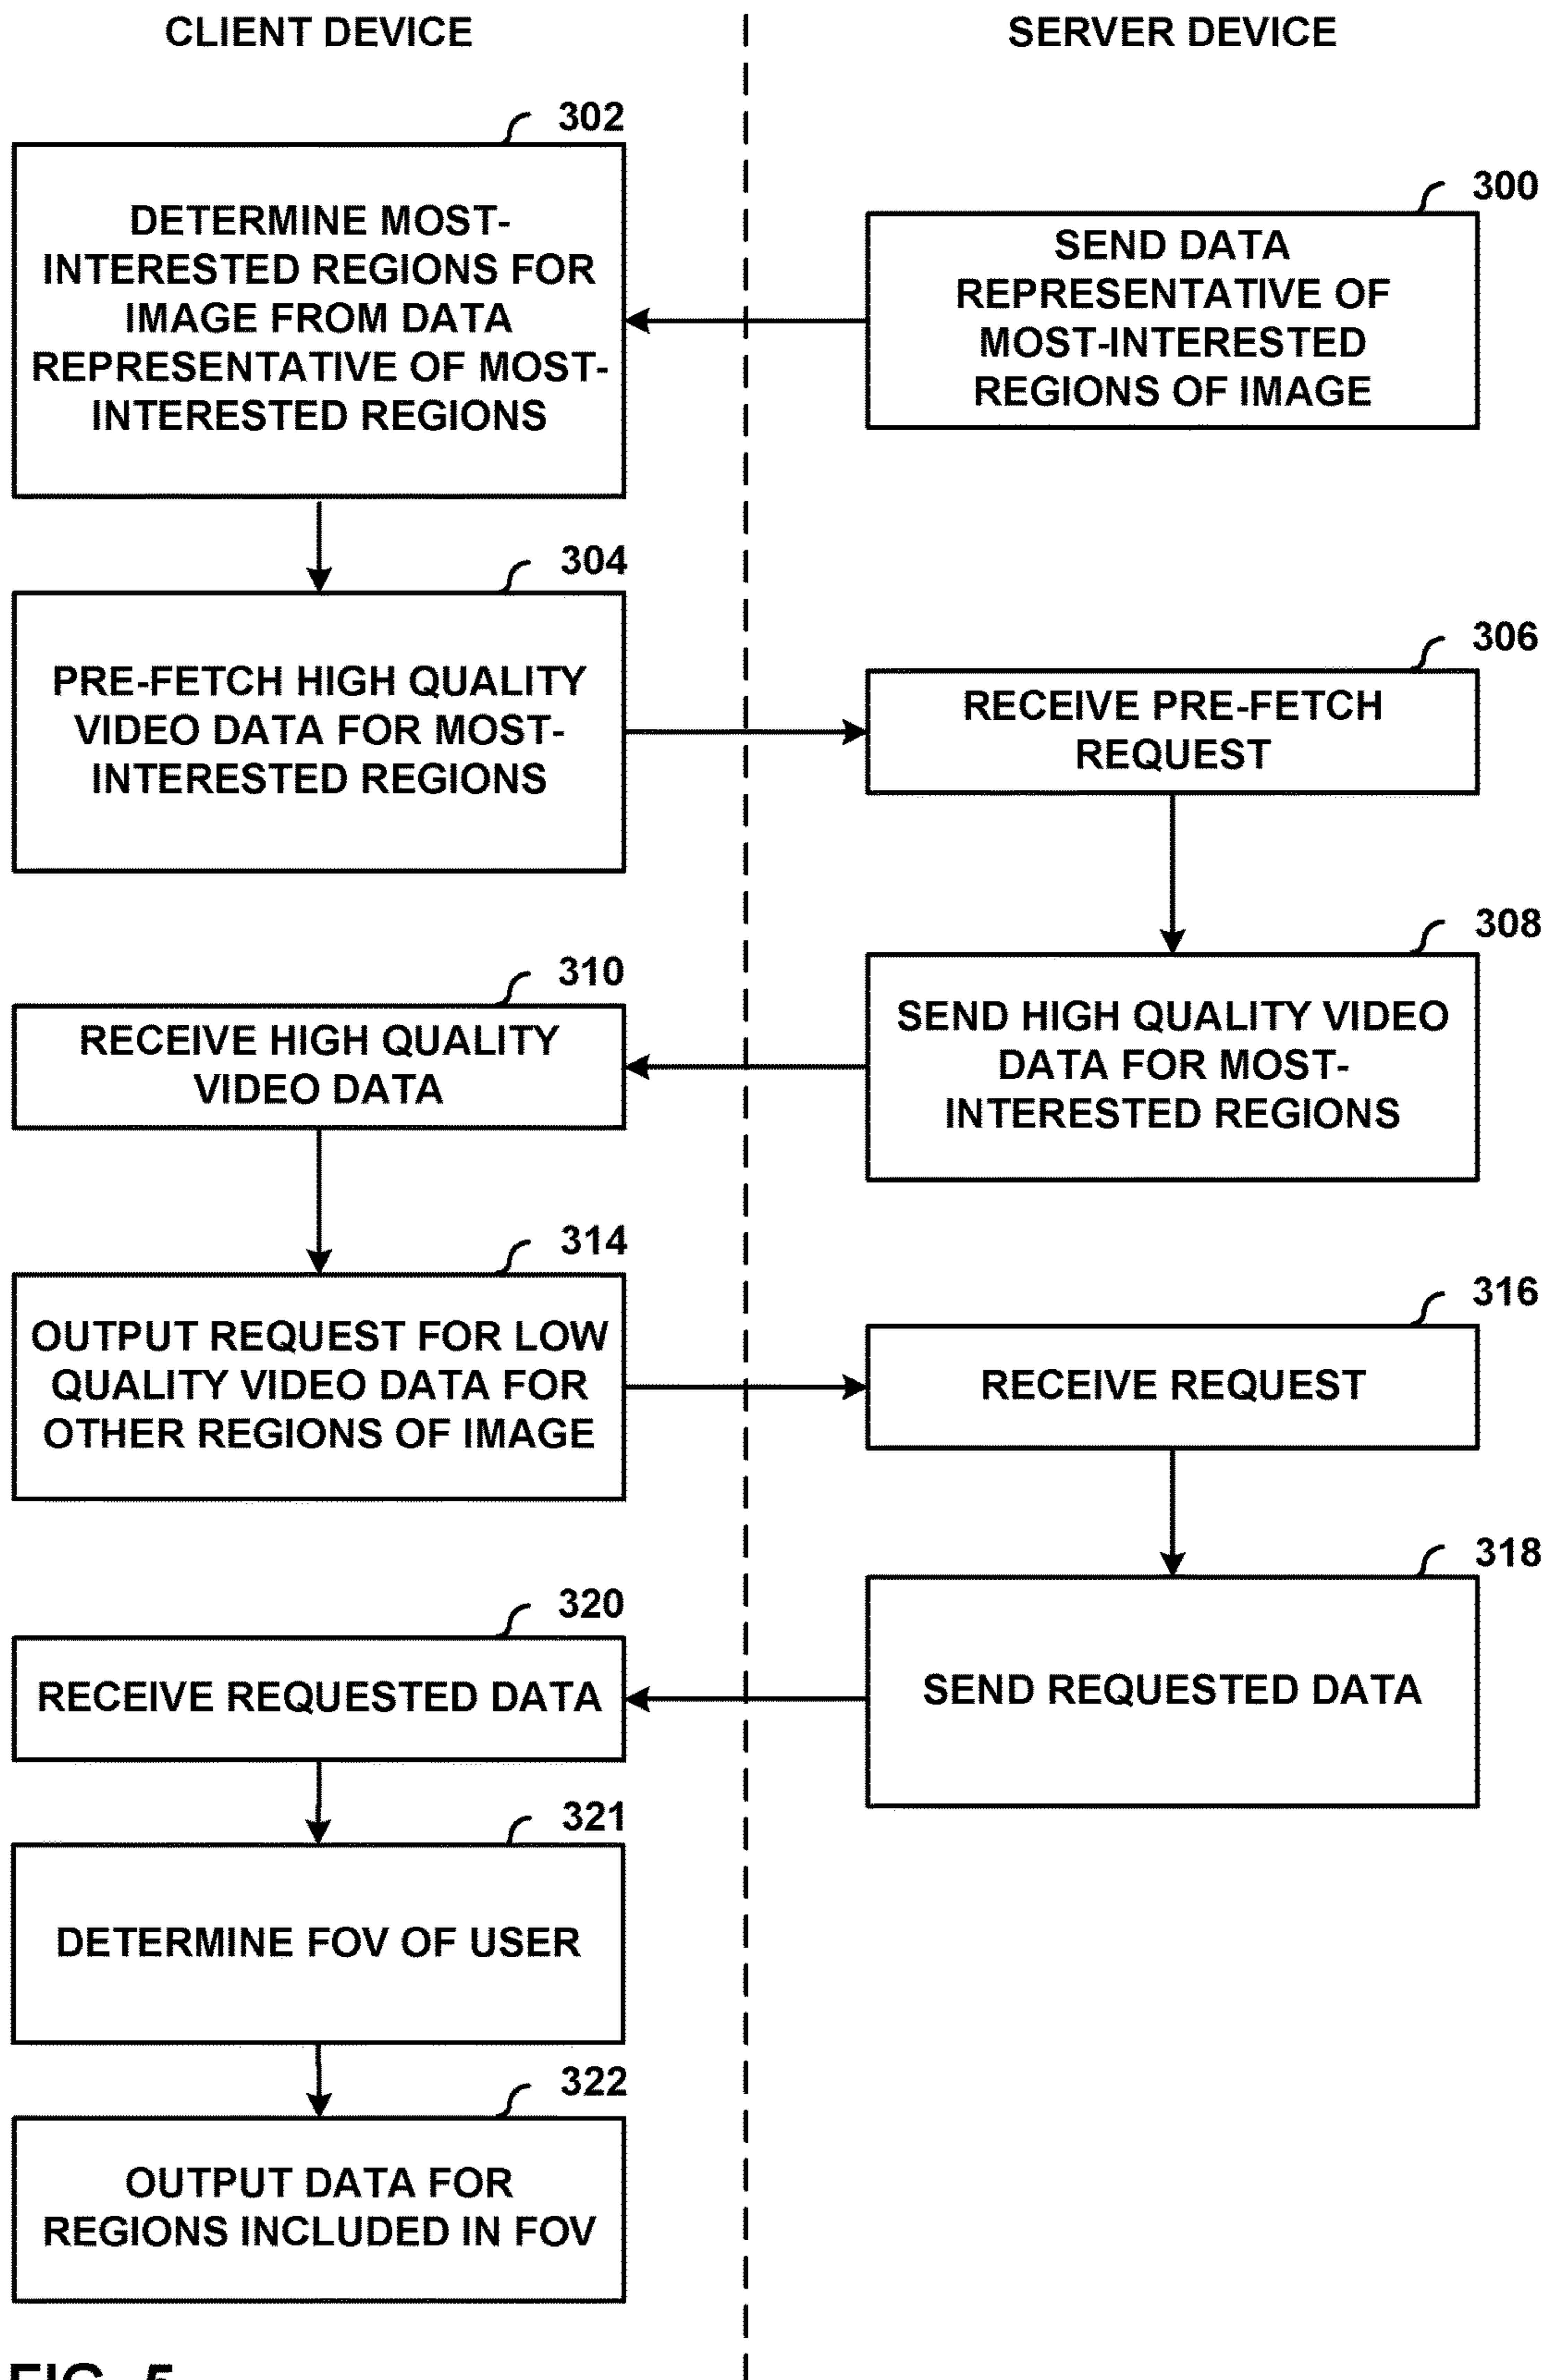 CLIENT DEVICE
SERVER DEVICE
302
DETERMINE MOST-
INTERESTED REGIONS FOR
IMAGE FROM DATA
REPRESENTATIVE OF MOST-
INTERESTED REGIONS
300
SEND DATA
REPRESENTATIVE OF
MOST-INTERESTED
REGIONS OF IMAGE
304
PRE-FETCH HIGH QUALITY
VIDEO DATA FOR MOST-
INTERESTED REGIONS
306
RECEIVE PRE-FETCH
REQUEST
308
SEND HIGH QUALITY VIDEO
DATA FOR MOST-
INTERESTED REGIONS
310
RECEIVE HIGH QUALITY
VIDEO DATA
314
OUTPUT REQUEST FOR LOW
QUALITY VIDEO DATA FOR
OTHER REGIONS OF IMAGE
316
RECEIVE REQUEST
318
SEND REQUESTED DATA
320
RECEIVE REQUESTED DATA
321
DETERMINE FOV OF USER
322
OUTPUT DATA FOR
REGIONS INCLUDED IN FOV
FIG. 5